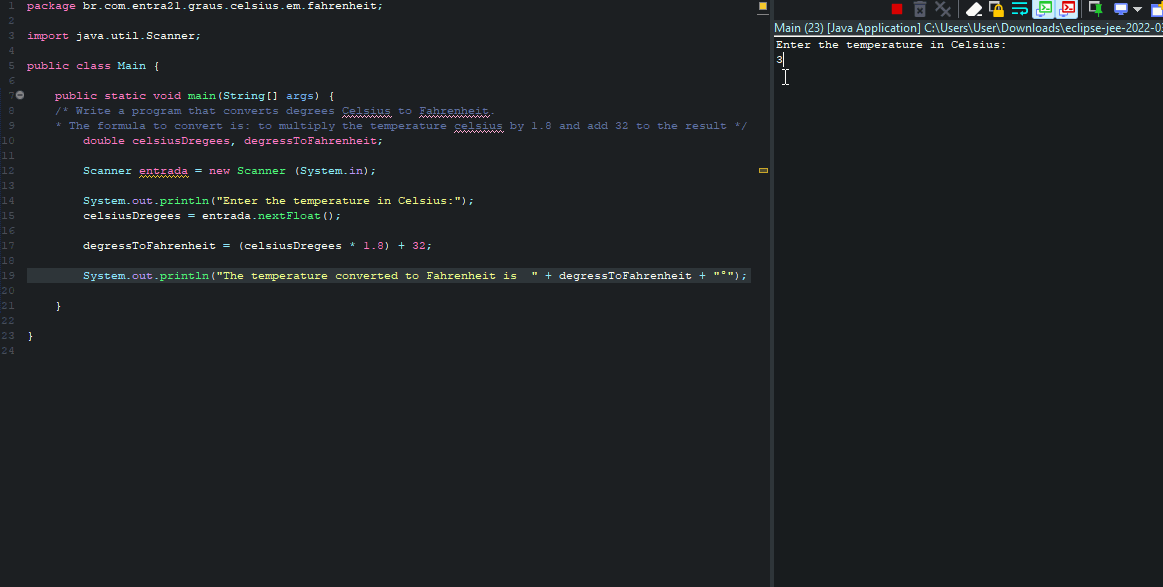 1 package br.com.entra21.graus.celsius.em.fahrenheit;
2
3 import java.util.Scanner;
4
5 public class Main {
6
7 public static void main(String[] args) {
8 /* Write a program that converts degrees Celsius to Fahrenheit.
9 * The formula to convert is: to multiply the temperature celsius by 1.8 and add 32 to the result */
10 double celsiusDregees, degressToFahrenheit;
11
12 Scanner entrada = new Scanner (System.in);
13
14 System.out.println("Enter the temperature in Celsius:");
15 celsiusDregees = entrada.nextFloat();
16
17 degressToFahrenheit = (celsiusDregees * 1.8) + 32;
18
19 System.out.println("The temperature converted to Fahrenheit is  " + degressToFahrenheit + "°");
20
21 }
22
23 }
24
Main (23) [Java Application] C:\Users\User\Downloads\eclipse-jee-2022-03
Enter the temperature in Celsius:
3